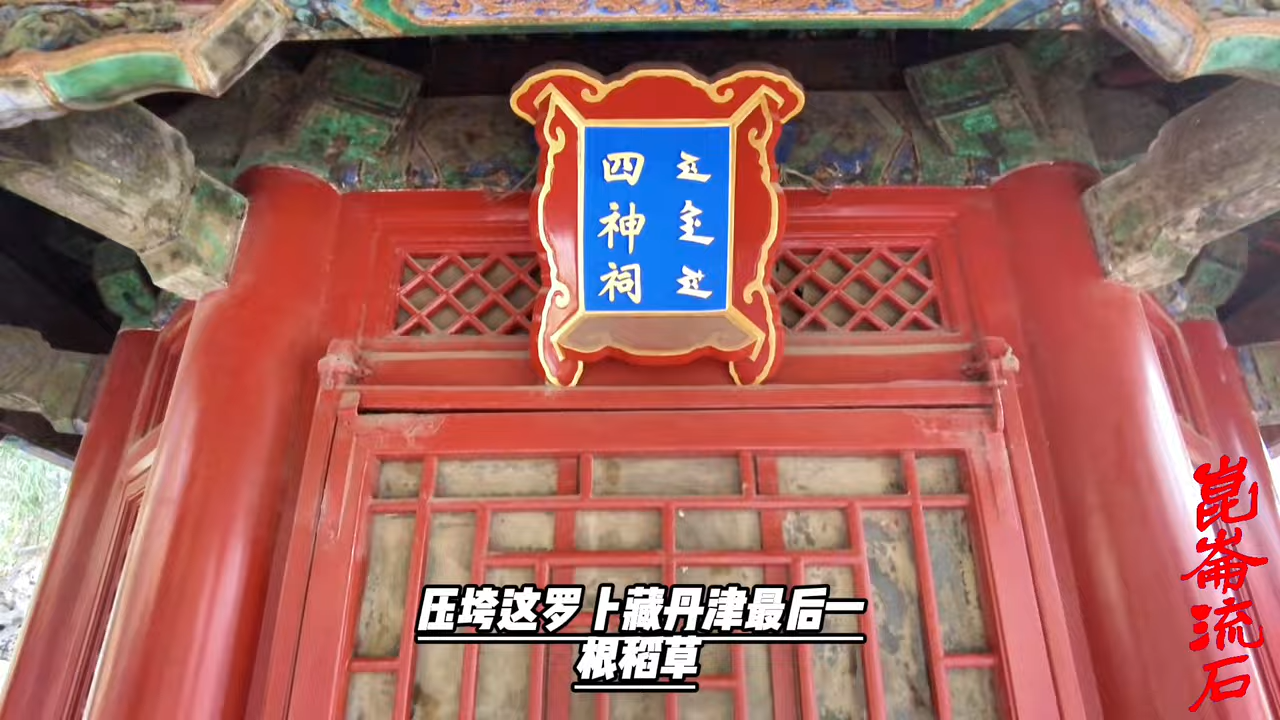 四神祠
压垮这罗卜藏丹津最后一
根稻草
崑崙流石